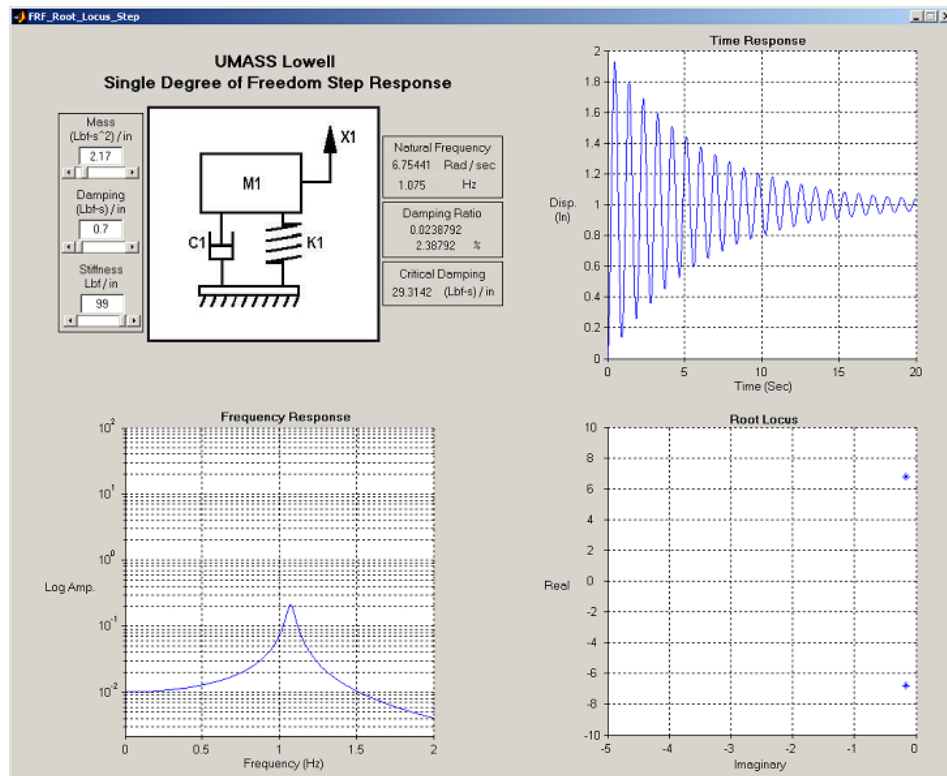 FRF_Root_Locus_Step
UMASS Lowell
Single Degree of Freedom Step Response
Mass
(Lbf-s^2) / in
2.17
Damping
(Lbf-s) / in
0.7
Stiffness
Lbf / in
99
X1
M1
C1
K1
Natural Frequency
6.75441 Rad / sec
1.075 Hz
Damping Ratio
0.0238792
2.38792 %
Critical Damping
29.3142 (Lbf-s) / in
Time Response
2
1.8
1.6
1.4
1.2
1
0.8
0.6
0.4
0.2
0
Disp.
(In)
0 5 10 15 20
Time (Sec)
Frequency Response
10^2
10^1
10^0
10^-1
10^-2
Log Amp.
0 0.5 1 1.5 2
Frequency (Hz)
Root Locus
10
8
6
4
2
0
-2
-4
-6
-8
-10
Real
-5 -4 -3 -2 -1 0
Imaginary